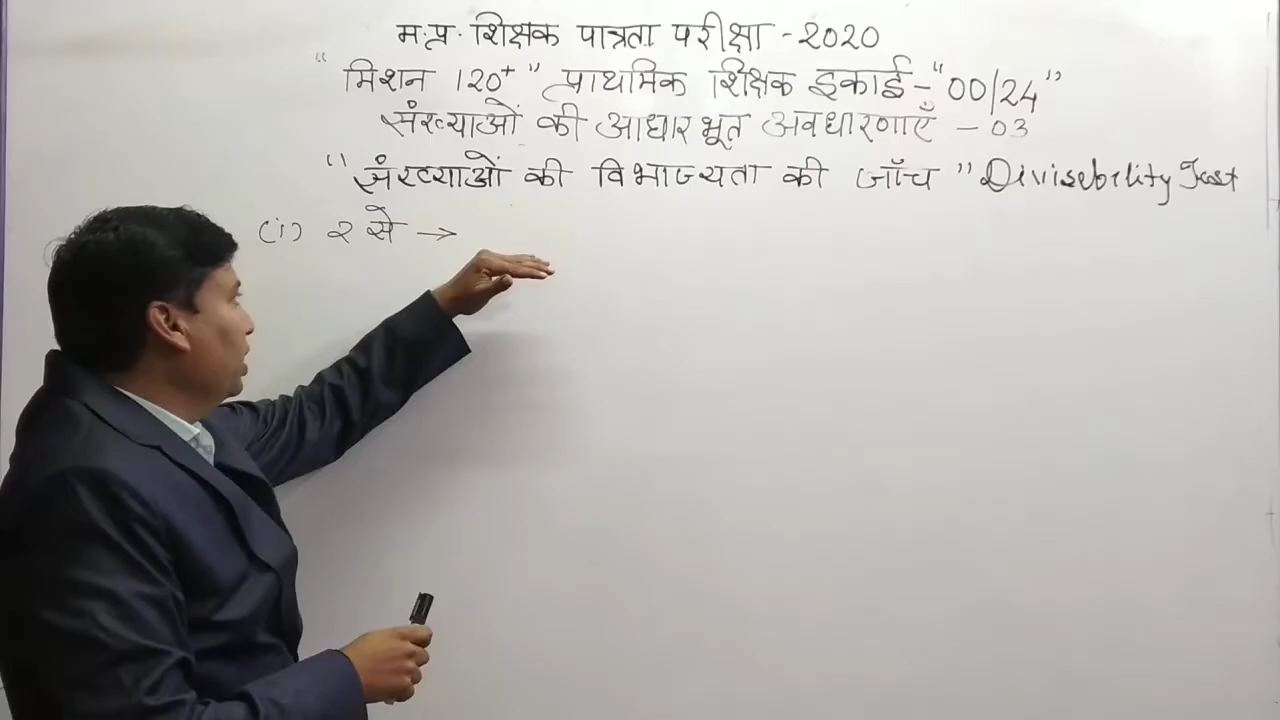 म.प्र. शिक्षक पात्रता परीक्षा - 2020
"मिशन 120+" प्राथमिक शिक्षक इकाई - "00/24"
संख्याओं की आधारभूत अवधारणाएँ - 03
"संख्याओं की विभाज्यता की जाँच" Divisebility Test
(i) 2 से →